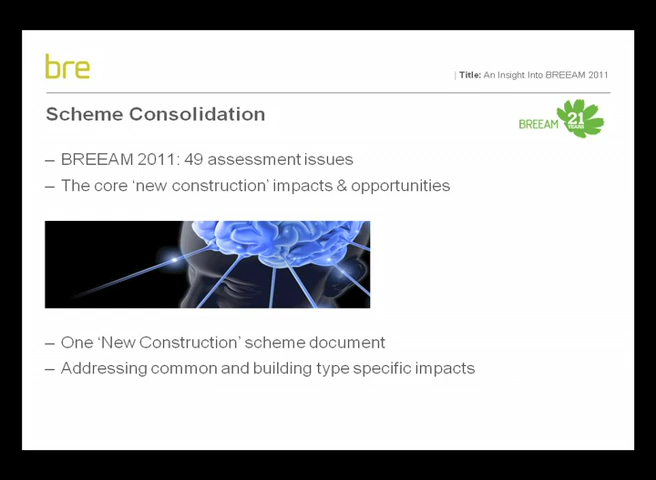 bre
| Title: An Insight Into BREEAM 2011
Scheme Consolidation
BREEAM 21
YEARS
– BREEAM 2011: 49 assessment issues
– The core ‘new construction’ impacts & opportunities
– One ‘New Construction’ scheme document
– Addressing common and building type specific impacts